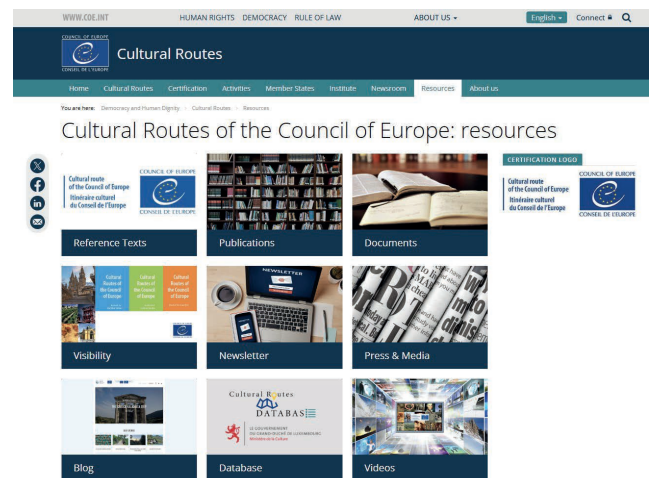 WWW.COE.INT
HUMAN RIGHTS DEMOCRACY RULE OF LAW
ABOUT US
English
Connect
COUNCIL OF EUROPE
CONSEIL DE L'EUROPE
Cultural Routes
Home Cultural Routes Certification Activities Member States Institute Newsroom Resources About us
You are here: Democracy and Human Dignity Cultural Routes Resources
Cultural Routes of the Council of Europe: resources
Cultural route
of the Council of Europe
Itinéraire culturel
du Conseil de l'Europe
COUNCIL OF EUROPE
CONSEIL DE L'EUROPE
Reference Texts
Publications
Documents
CERTIFICATION LOGO
Cultural route
of the Council of Europe
Itinéraire culturel
du Conseil de l'Europe
COUNCIL OF EUROPE
CONSEIL DE L'EUROPE
Cultural
Routes of
the Council
of Europe
Cultural
Routes of
the Council
of Europe
Cultural
Routes of
the Council
of Europe
Visibility
NEWSLETTER
Newsletter
Press & Media
Blog
Cultural Routes
DATABASE
LE GOUVERNEMENT
DU GRAND-DUCHÉ DE LUXEMBOURG
Ministère de la Culture
Database
Videos